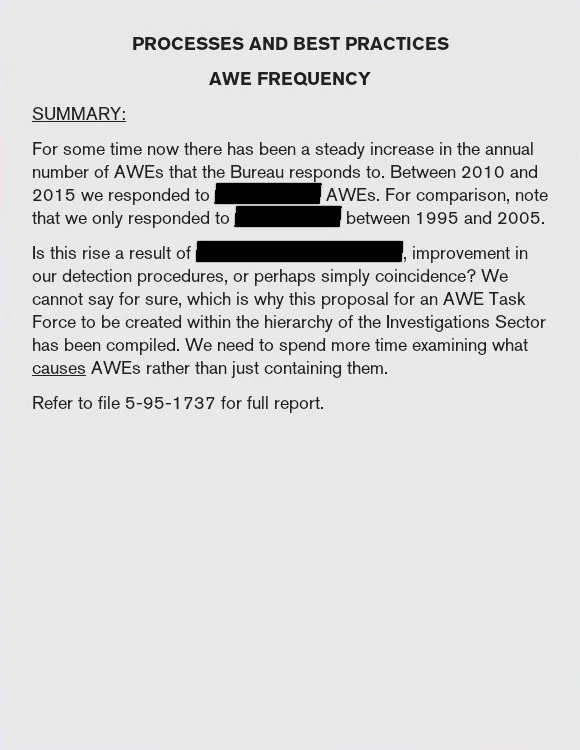 PROCESSES AND BEST PRACTICES
AWE FREQUENCY
SUMMARY:
For some time now there has been a steady increase in the annual
number of AWEs that the Bureau responds to. Between 2010 and
2015 we responded to AWEs. For comparison, note
that we only responded to between 1995 and 2005.
Is this rise a result of , improvement in
our detection procedures, or perhaps simply coincidence? We
cannot say for sure, which is why this proposal for an AWE Task
Force to be created within the hierarchy of the Investigations Sector
has been compiled. We need to spend more time examining what
causes AWEs rather than just containing them.
Refer to file 5-95-1737 for full report.